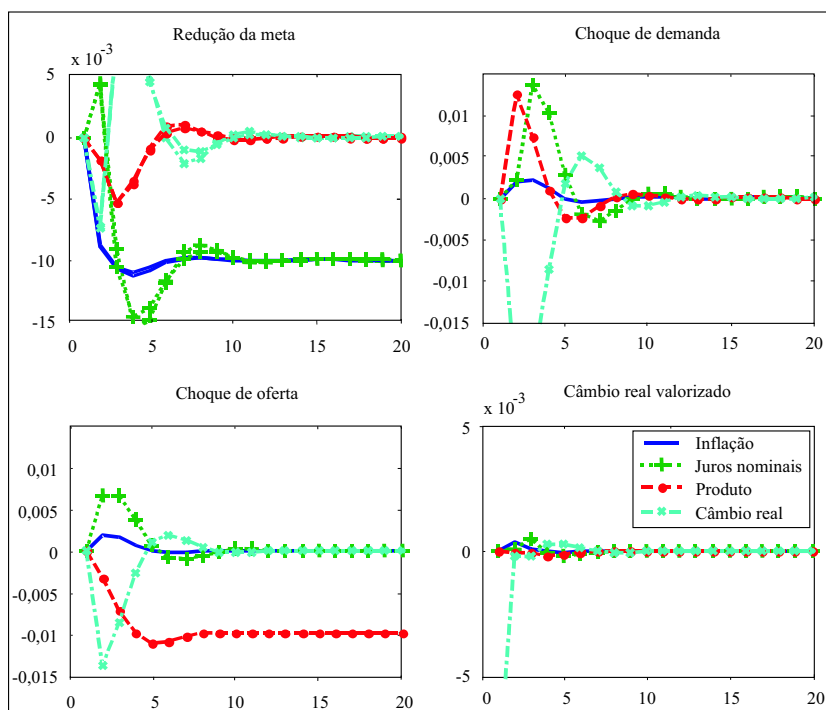 Redução da meta
x 10-3
5
0
-5
-10
-15
0 5 10 15 20
Choque de demanda
0,01
0,005
0
-0,005
-0,01
-0,015
0 5 10 15 20
Choque de oferta
0,01
0,005
0
-0,005
-0,01
-0,015
0 5 10 15 20
Câmbio real valorizado
x 10-3
5
0
-5
0 5 10 15 20
Inflação
Juros nominais
Produto
Câmbio real